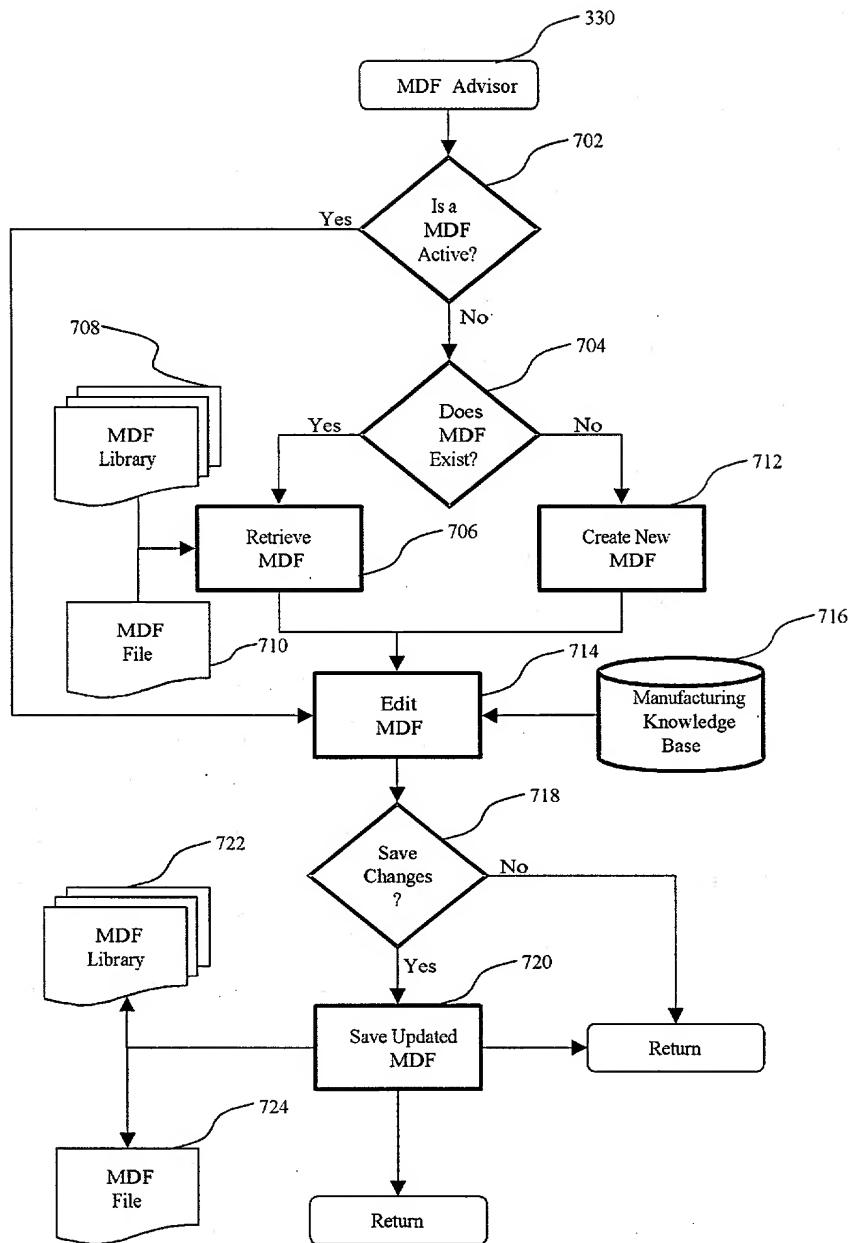 330
MDF Advisor
702
Yes
Is a
MDF
Active?
No
708
704
MDF
Library
Yes
Does
MDF
Exist?
No
712
Retrieve
MDF
706
Create New
MDF
MDF
File
710
714
716
Edit
MDF
Manufacturing
Knowledge
Base
718
722
Save
Changes
?
No
MDF
Library
Yes
720
Save Updated
MDF
Return
724
MDF
File
Return